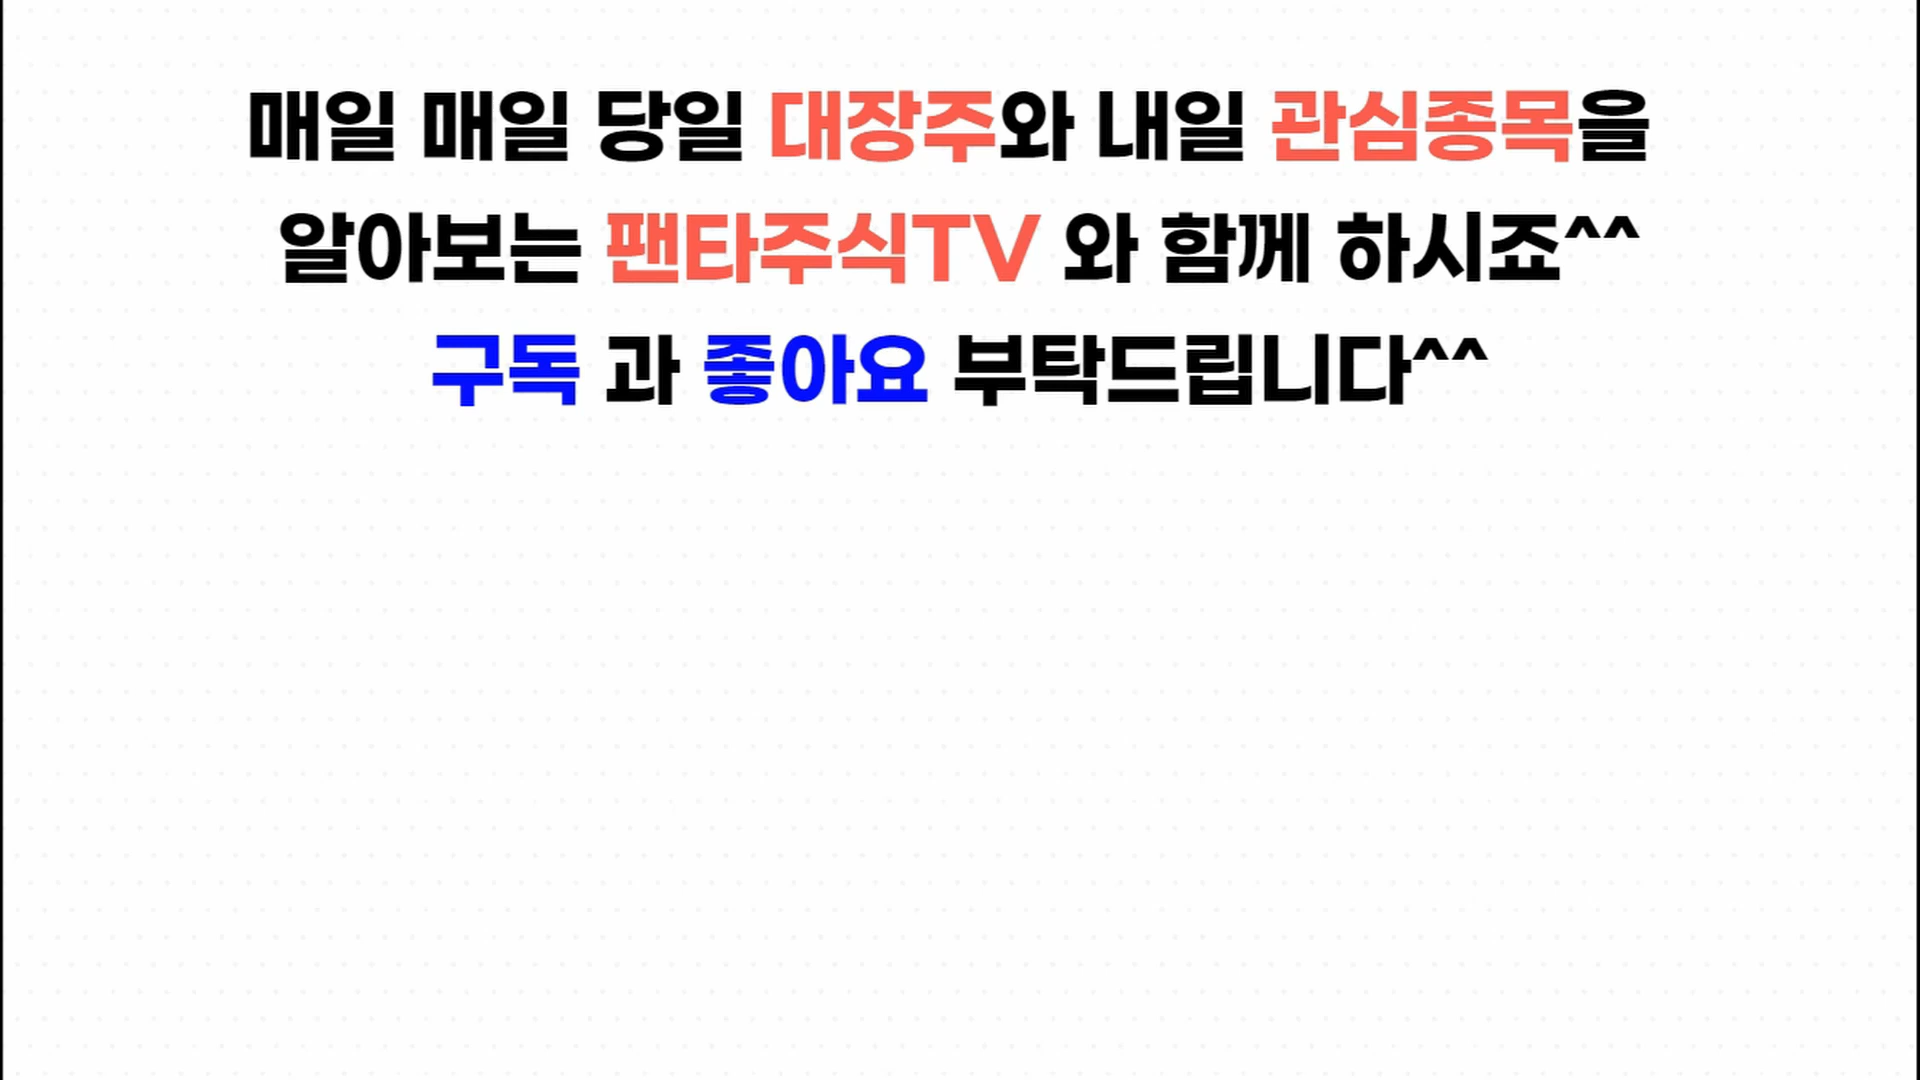 매일 매일 당일 대장주와 내일 관심종목을
알아보는 팬타주식TV 와 함께 하시죠^^
구독 과 좋아요 부탁드립니다^^